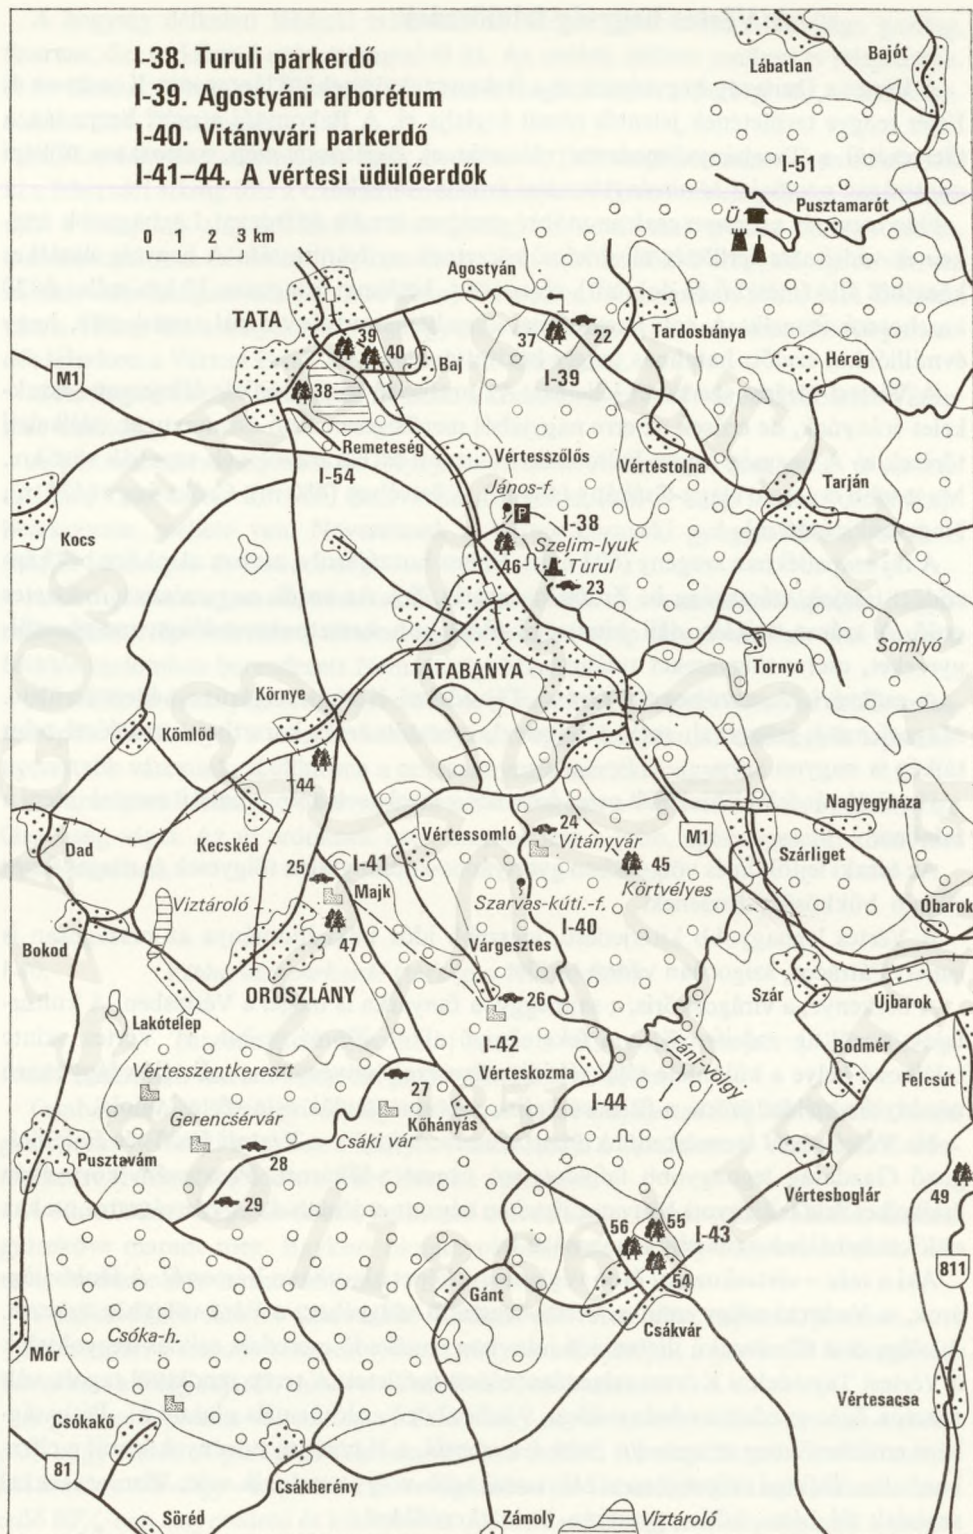 I-38. Turuli parkerdő
I-39. Agostyáni arborétum
I-40 Vitányvári parkerdő
I-41–44. A vértesi üdülőerdők
0 1 2 3 km
Lábatlan
Bajót
I-51
Pusztamarót
Ü
Agostyán
TATA
39
40
Baj
37
22
Tardosbánya
I-39
Héreg
M1
38
Remeteség
I-54
Vértesszőlős
Vértestolna
Tarján
János-f.
P
I-38
Kocs
Szelim-lyuk
46
Turul
23
Somlyó
TATABÁNYA
Tornyó
Környe
Kömlőd
44
Nagyegyháza
Kecskéd
Vértessomló
24
Vitányvár
M1
Szárliget
Dad
25
I-41
45
Majk
Körtvélyes
Óbarok
Víztároló
Szarvas-kúti.-f.
I-40
47
Várgesztes
Bokod
OROSZLÁNY
26
Szár
Újbarok
Lakótelep
I-42
Bodmér
Vértesszentkereszt
Vérteskozma
Fáni-völgy
Felcsút
27
I-44
Gerencsérvár
Kőhányás
Csáki vár
Pusztavám
28
Vértesboglár
29
49
56
55
I-43
811
54
Gánt
Csákvár
Csóka-h.
Mór
Vértesacsa
Csókakő
81
Csákberény
Söréd
Zámoly
Víztároló